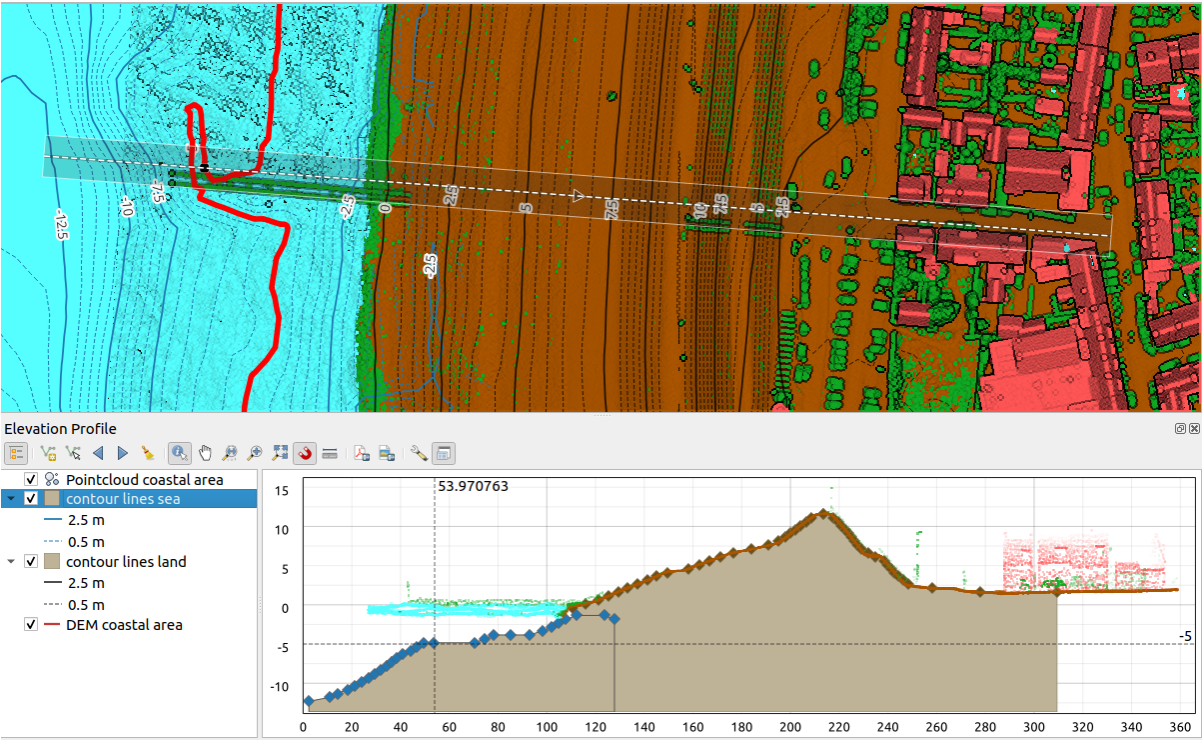 -12.5
-10
-7.5
-2.5
0
2.5
-2.5
5
7.5
10
7.5
5
2.5
Elevation Profile
Pointcloud coastal area
contour lines sea
2.5 m
0.5 m
contour lines land
2.5 m
0.5 m
DEM coastal area
53.970763
15
10
5
0
-5
-10
-5
0 20 40 60 80 100 120 140 160 180 200 220 240 260 280 300 320 340 360